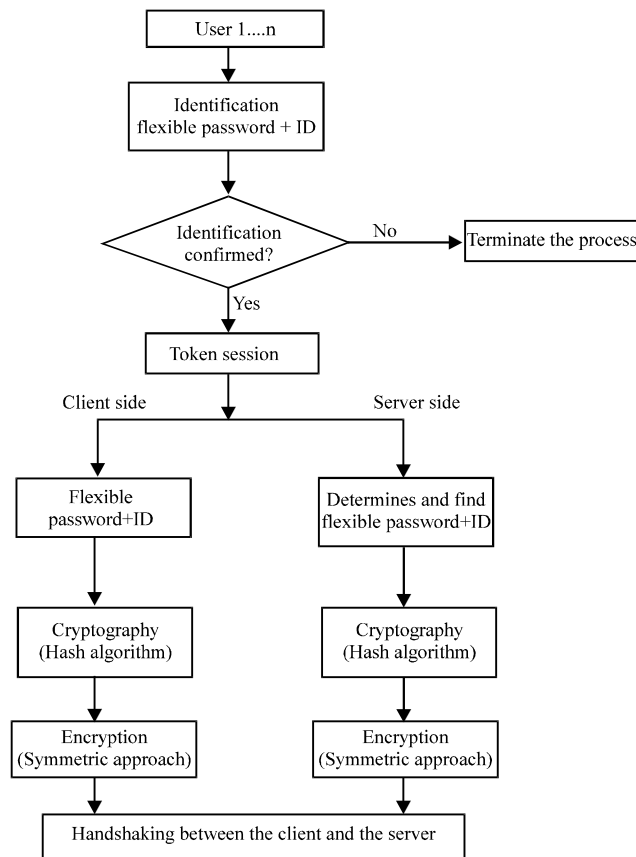 User 1....n
Identification
flexible password + ID
Identification
confirmed?
No
Terminate the process
Yes
Token session
Client side
Server side
Flexible
password+ID
Determines and find
flexible password+ID
Cryptography
(Hash algorithm)
Cryptography
(Hash algorithm)
Encryption
(Symmetric approach)
Encryption
(Symmetric approach)
Handshaking between the client and the server